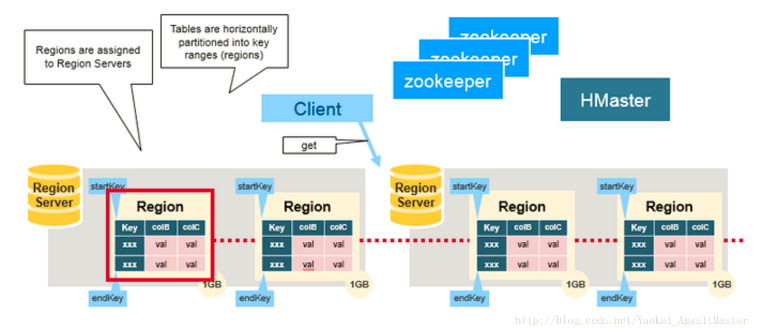 Regions are assigned
to Region Servers
Tables are horizontally
partitioned into key
ranges (regions)
zookeeper
zookeeper
zookeeper
HMaster
Client
get
Region
Server
startKey
Region
Key colB colC
xxx val val
xxx val val
endKey
1GB
startKey
Region
Key colB colC
xxx val val
xxx val val
endKey
1GB
Region
Server
startKey
Region
Key colB colC
xxx val val
xxx val val
endKey
1GB
startKey
Region
Key colB colC
xxx val val
xxx val val
endKey
1GB
http://blog.csdn.net/Yaokai_AssultMaster